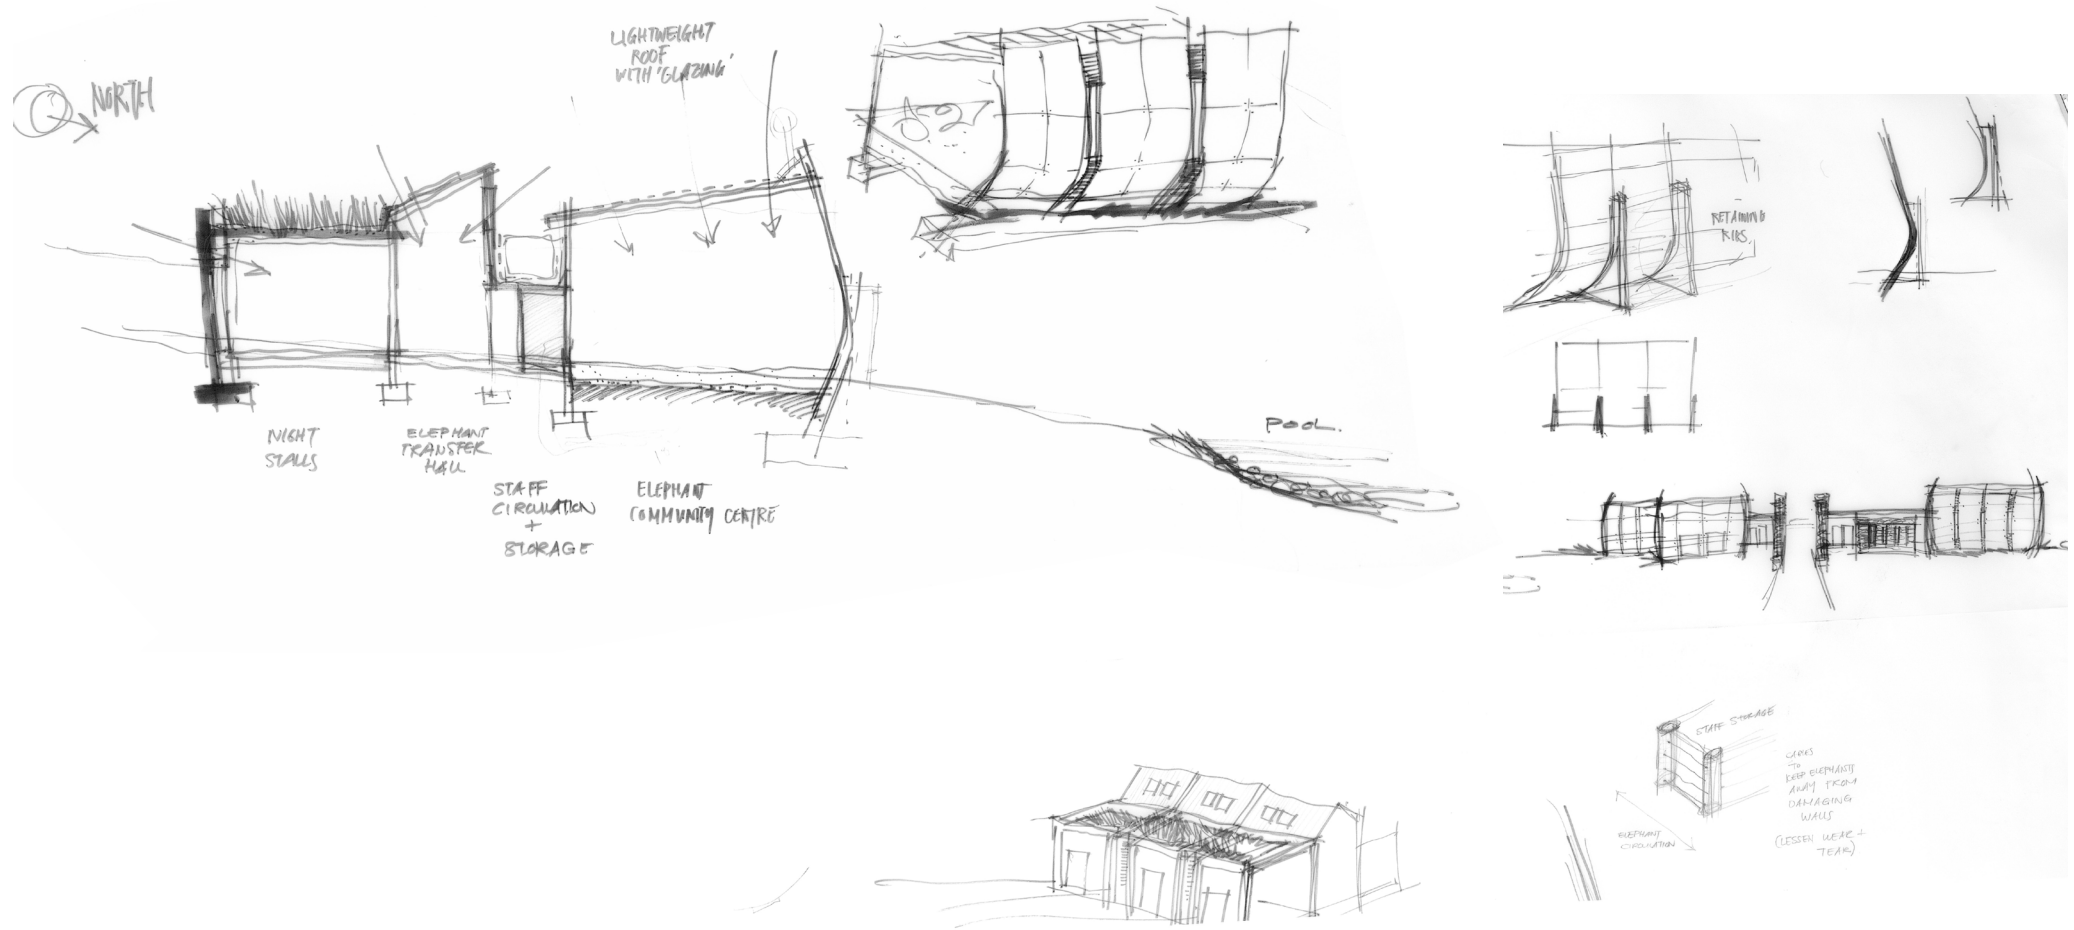 NORTH
LIGHTWEIGHT
ROOF
WITH 'GLAZING'
NIGHT
STALLS
ELEPHANT
TRANSFER
HALL
STAFF
CIRCULATION
+
STORAGE
ELEPHANT
COMMUNITY CENTRE
POOL.
RETAINING
RIBS.
STAFF STORAGE
CABLES
TO
KEEP ELEPHANTS
AWAY FROM
DAMAGING
WALLS
(LESSEN WEAR +
TEAR)
ELEPHANT
CIRCULATION